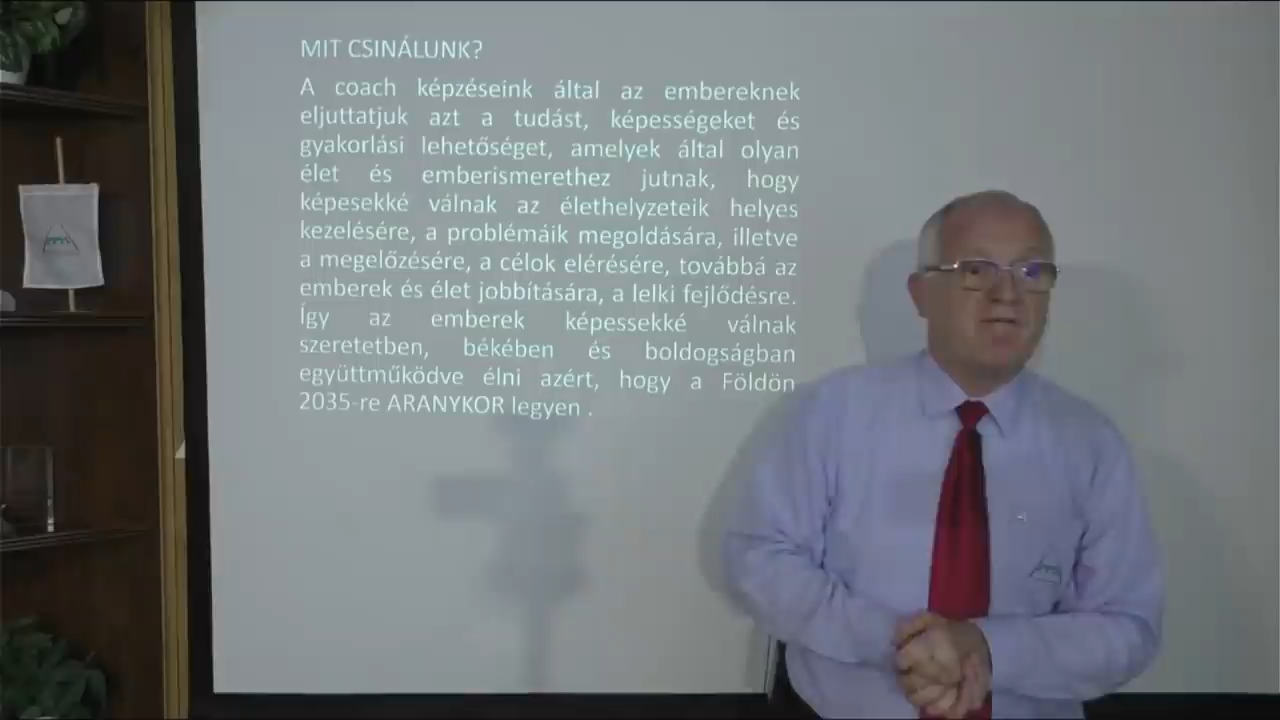 MIT CSINÁLUNK?
A coach képzéseink által az embereknek
eljuttatjuk azt a tudást, képességeket és
gyakorlási lehetőséget, amelyek által olyan
élet és emberismerethez jutnak, hogy
képesekké válnak az élethelyzeteik helyes
kezelésére, a problémáik megoldására, illetve
a megelőzésére, a célok elérésére, továbbá az
emberek és élet jobbítására, a lelki fejlődésre.
Így az emberek képessekké válnak
szeretetben, békében és boldogságban
együttműködve élni azért, hogy a Földön
2035-re ARANYKOR legyen .